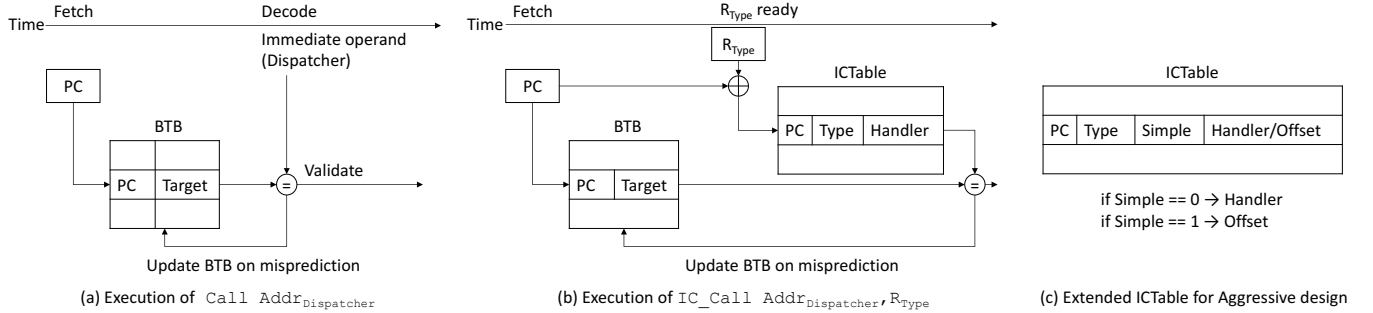 Fetch
Decode
Time
Immediate operand
(Dispatcher)
PC
BTB
PC
Target
=
Validate
Update BTB on misprediction
(a) Execution of Call Addr_Dispatcher
Fetch
R_Type ready
Time
R_Type
PC
ICTable
PC Type Handler
BTB
PC Target
=
Update BTB on misprediction
(b) Execution of IC_Call Addr_Dispatcher, R_Type
ICTable
PC Type Simple Handler/Offset
if Simple == 0 → Handler
if Simple == 1 → Offset
(c) Extended ICTable for Aggressive design